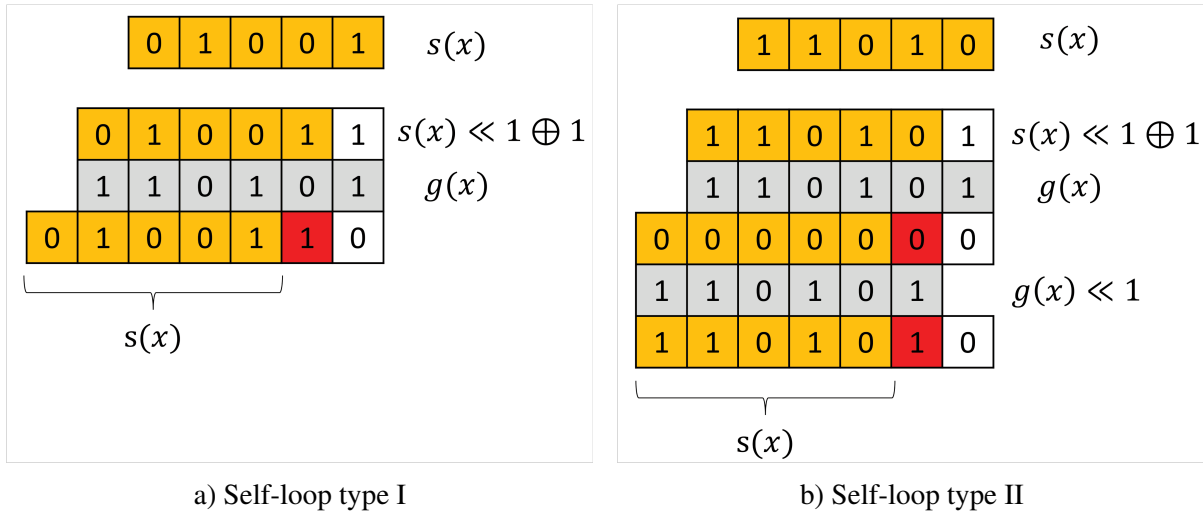 0 1 0 0 1 s(x)
0 1 0 0 1 1 s(x) ≪ 1 ⊕ 1
1 1 0 1 0 1 g(x)
0 1 0 0 1 1 0
s(x)
a) Self-loop type I
1 1 0 1 0 s(x)
1 1 0 1 0 1 s(x) ≪ 1 ⊕ 1
1 1 0 1 0 1 g(x)
0 0 0 0 0 0 0
1 1 0 1 0 1 g(x) ≪ 1
1 1 0 1 0 1 0
s(x)
b) Self-loop type II